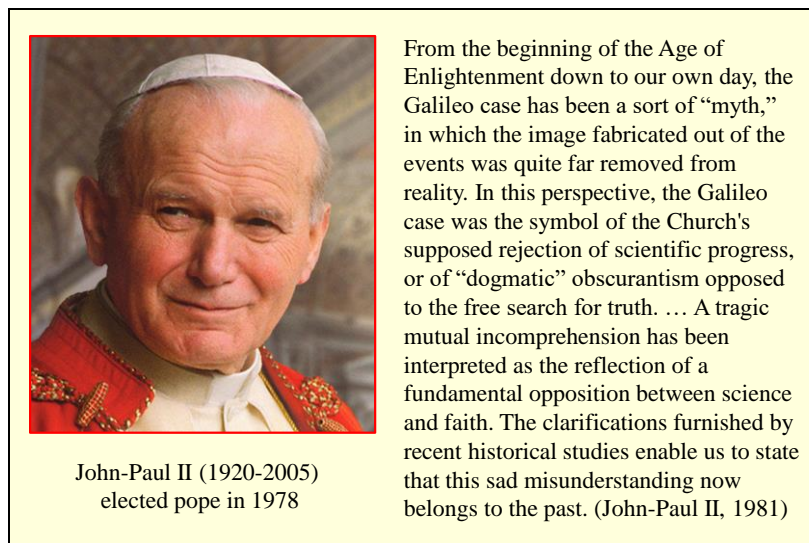 From the beginning of the Age of
Enlightenment down to our own day, the
Galileo case has been a sort of “myth,”
in which the image fabricated out of the
events was quite far removed from
reality. In this perspective, the Galileo
case was the symbol of the Church's
supposed rejection of scientific progress,
or of “dogmatic” obscurantism opposed
to the free search for truth. … A tragic
mutual incomprehension has been
interpreted as the reflection of a
fundamental opposition between science
and faith. The clarifications furnished by
recent historical studies enable us to state
that this sad misunderstanding now
belongs to the past. (John-Paul II, 1981)
John-Paul II (1920-2005)
elected pope in 1978